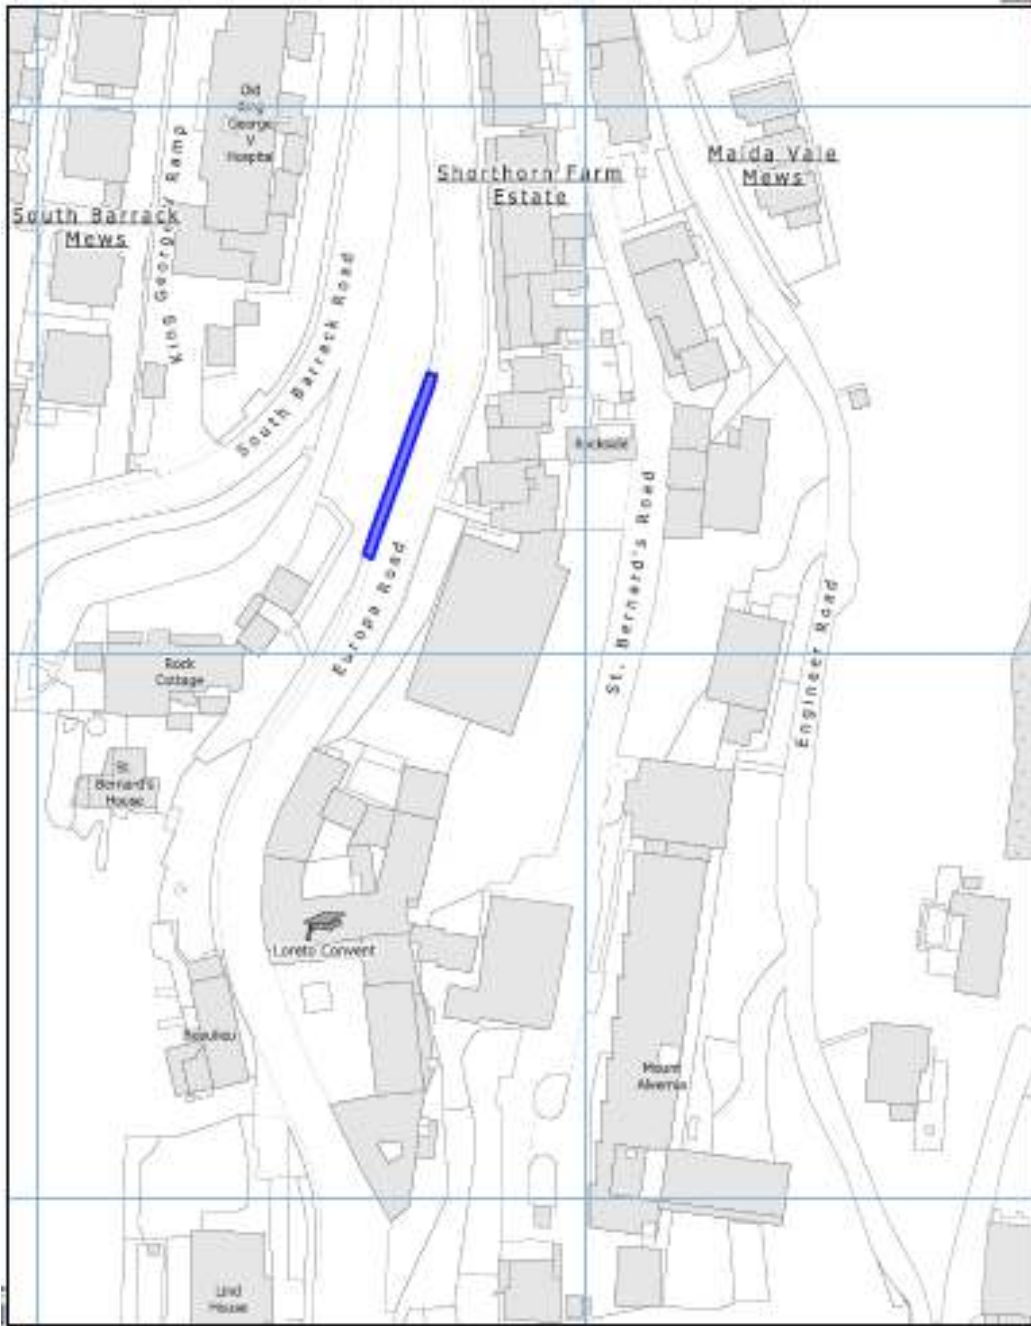 Old
King
George
V
Hospital
King George V Ramp
South Barrack
Mews
Shorthorn Farm
Estate
Maida Vale
Mews
South Barrack Road
Rockside
Europa Road
St. Bernard's Road
Engineer Road
Rock
Cottage
St.
Bernard's
House
Loreto Convent
Beaulieu
Mount
Alvernia
Lind
House